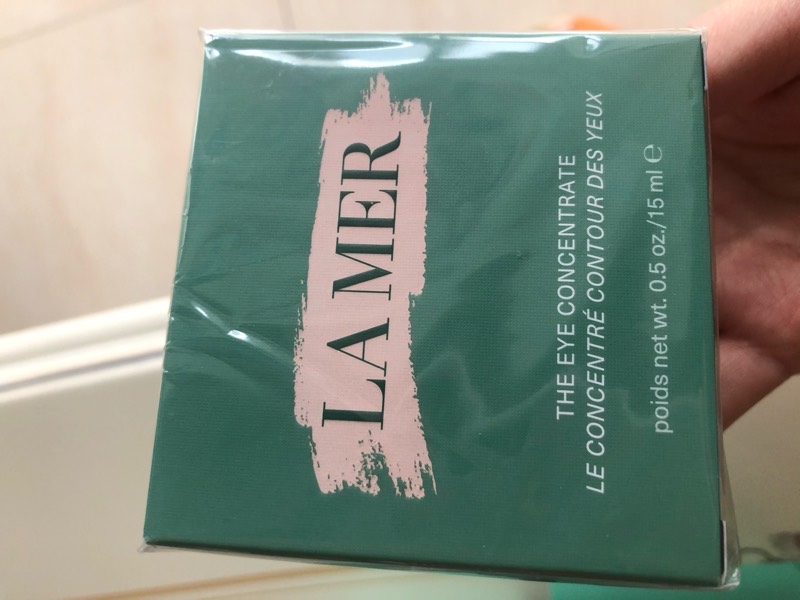 LA MER
THE EYE CONCENTRATE
LE CONCENTRÉ CONTOUR DES YEUX
poids net wt. 0.5 oz./15 ml ℮